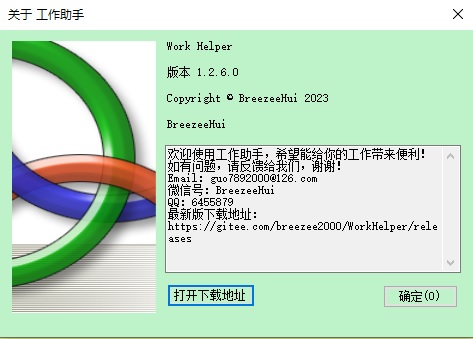 关于 工作助手
Work Helper
版本 1.2.6.0
Copyright © BreezeeHui 2023
BreezeeHui
欢迎使用工作助手，希望能给你的工作带来便利！
如有问题，请反馈给我们，谢谢！
Email: guo7892000@126.com
微信号: BreezeeHui
QQ: 6455879
最新版下载地址:
https://gitee.com/breezee2000/WorkHelper/rele
ases
打开下载地址
确定(O)